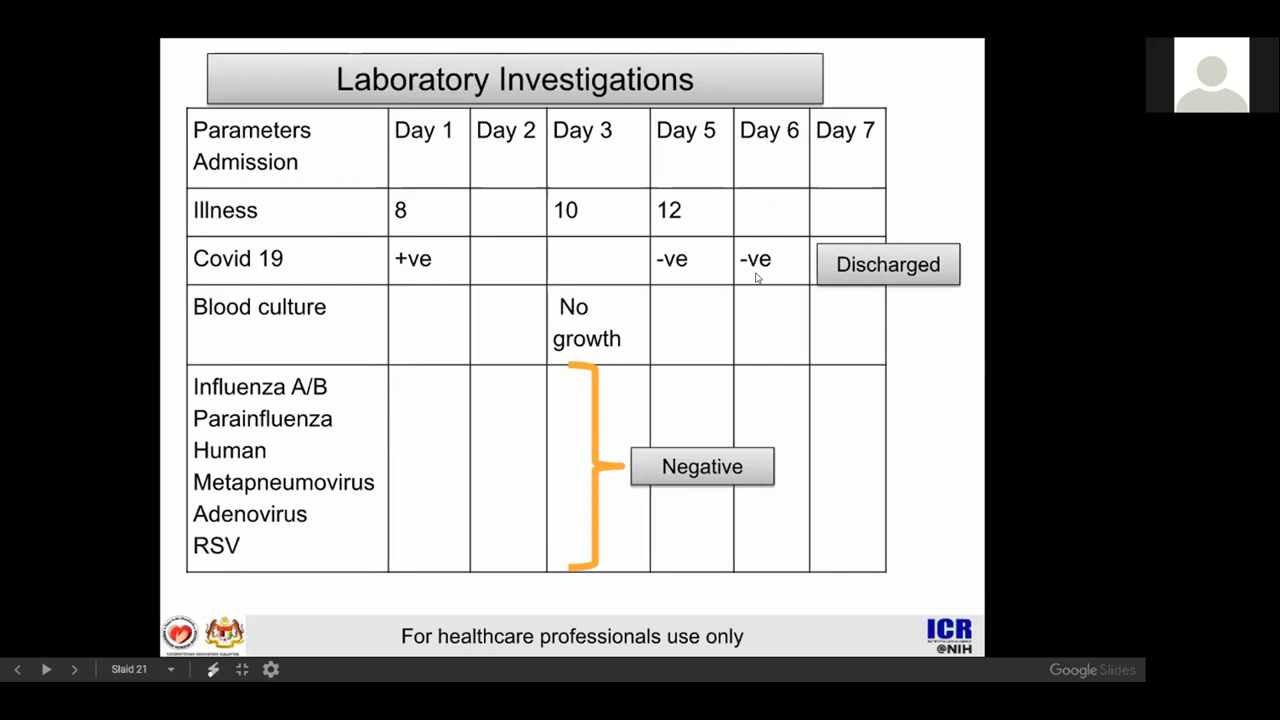 Laboratory Investigations
Parameters Admission Day 1 Day 2 Day 3 Day 5 Day 6 Day 7
Illness 8 10 12
Covid 19 +ve -ve -ve Discharged
Blood culture No growth
Influenza A/B
Parainfluenza
Human
Metapneumovirus
Adenovirus
RSV
Negative
For healthcare professionals use only
ICR
@NIH
Slaid 21
Google Slides